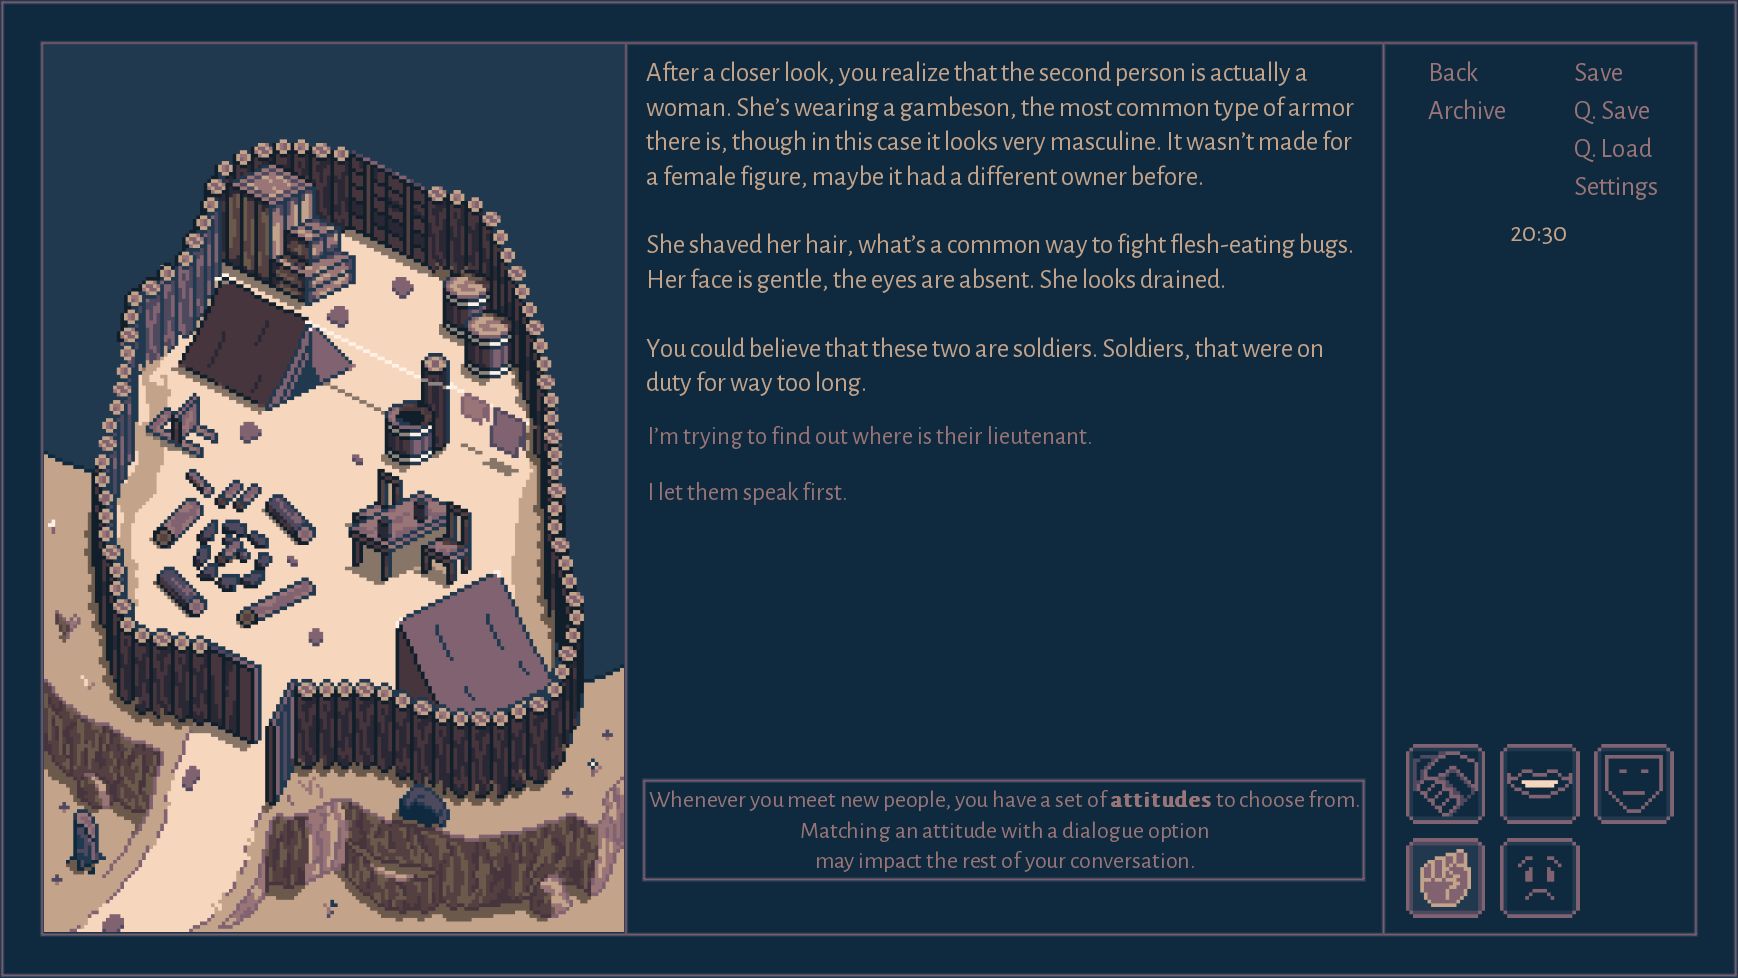 After a closer look, you realize that the second person is actually a
woman. She’s wearing a gambeson, the most common type of armor
there is, though in this case it looks very masculine. It wasn’t made for
a female figure, maybe it had a different owner before.
She shaved her hair, what’s a common way to fight flesh-eating bugs.
Her face is gentle, the eyes are absent. She looks drained.
You could believe that these two are soldiers. Soldiers, that were on
duty for way too long.
I’m trying to find out where is their lieutenant.
I let them speak first.
Whenever you meet new people, you have a set of attitudes to choose from.
Matching an attitude with a dialogue option
may impact the rest of your conversation.
Back
Save
Archive
Q. Save
Q. Load
Settings
20:30